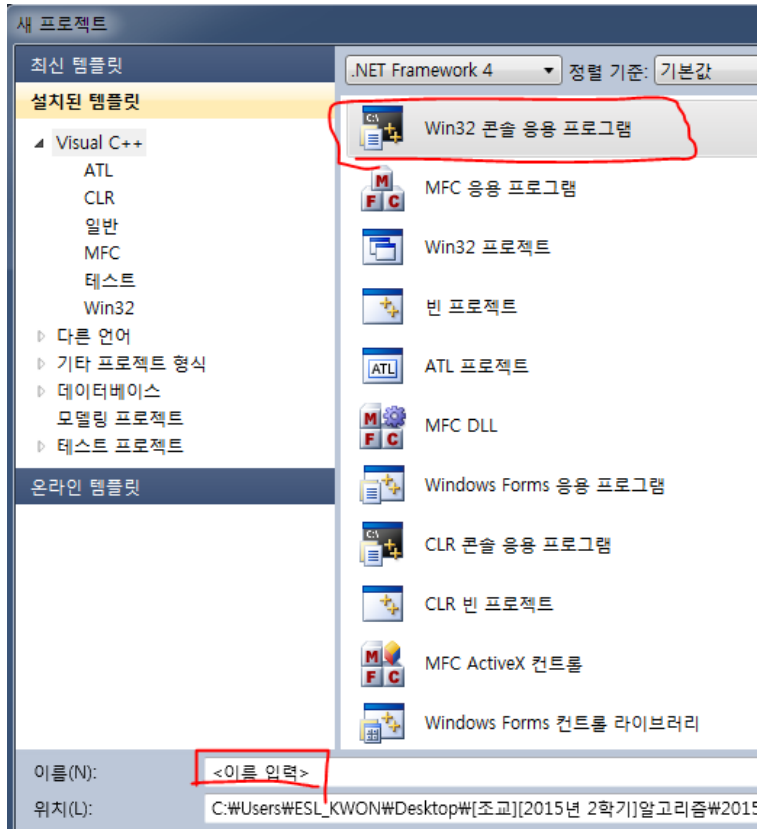 새 프로젝트
최신 템플릿
설치된 템플릿
Visual C++
ATL
CLR
일반
MFC
테스트
Win32
다른 언어
기타 프로젝트 형식
데이터베이스
모델링 프로젝트
테스트 프로젝트
온라인 템플릿
.NET Framework 4 정렬 기준: 기본값
Win32 콘솔 응용 프로그램
MFC 응용 프로그램
Win32 프로젝트
빈 프로젝트
ATL 프로젝트
MFC DLL
Windows Forms 응용 프로그램
CLR 콘솔 응용 프로그램
CLR 빈 프로젝트
MFC ActiveX 컨트롤
Windows Forms 컨트롤 라이브러리
이름(N): <이름 입력>
위치(L): C:₩Users₩ESL_KWON₩Desktop₩[조교][2015년 2학기]알고리즘₩2015